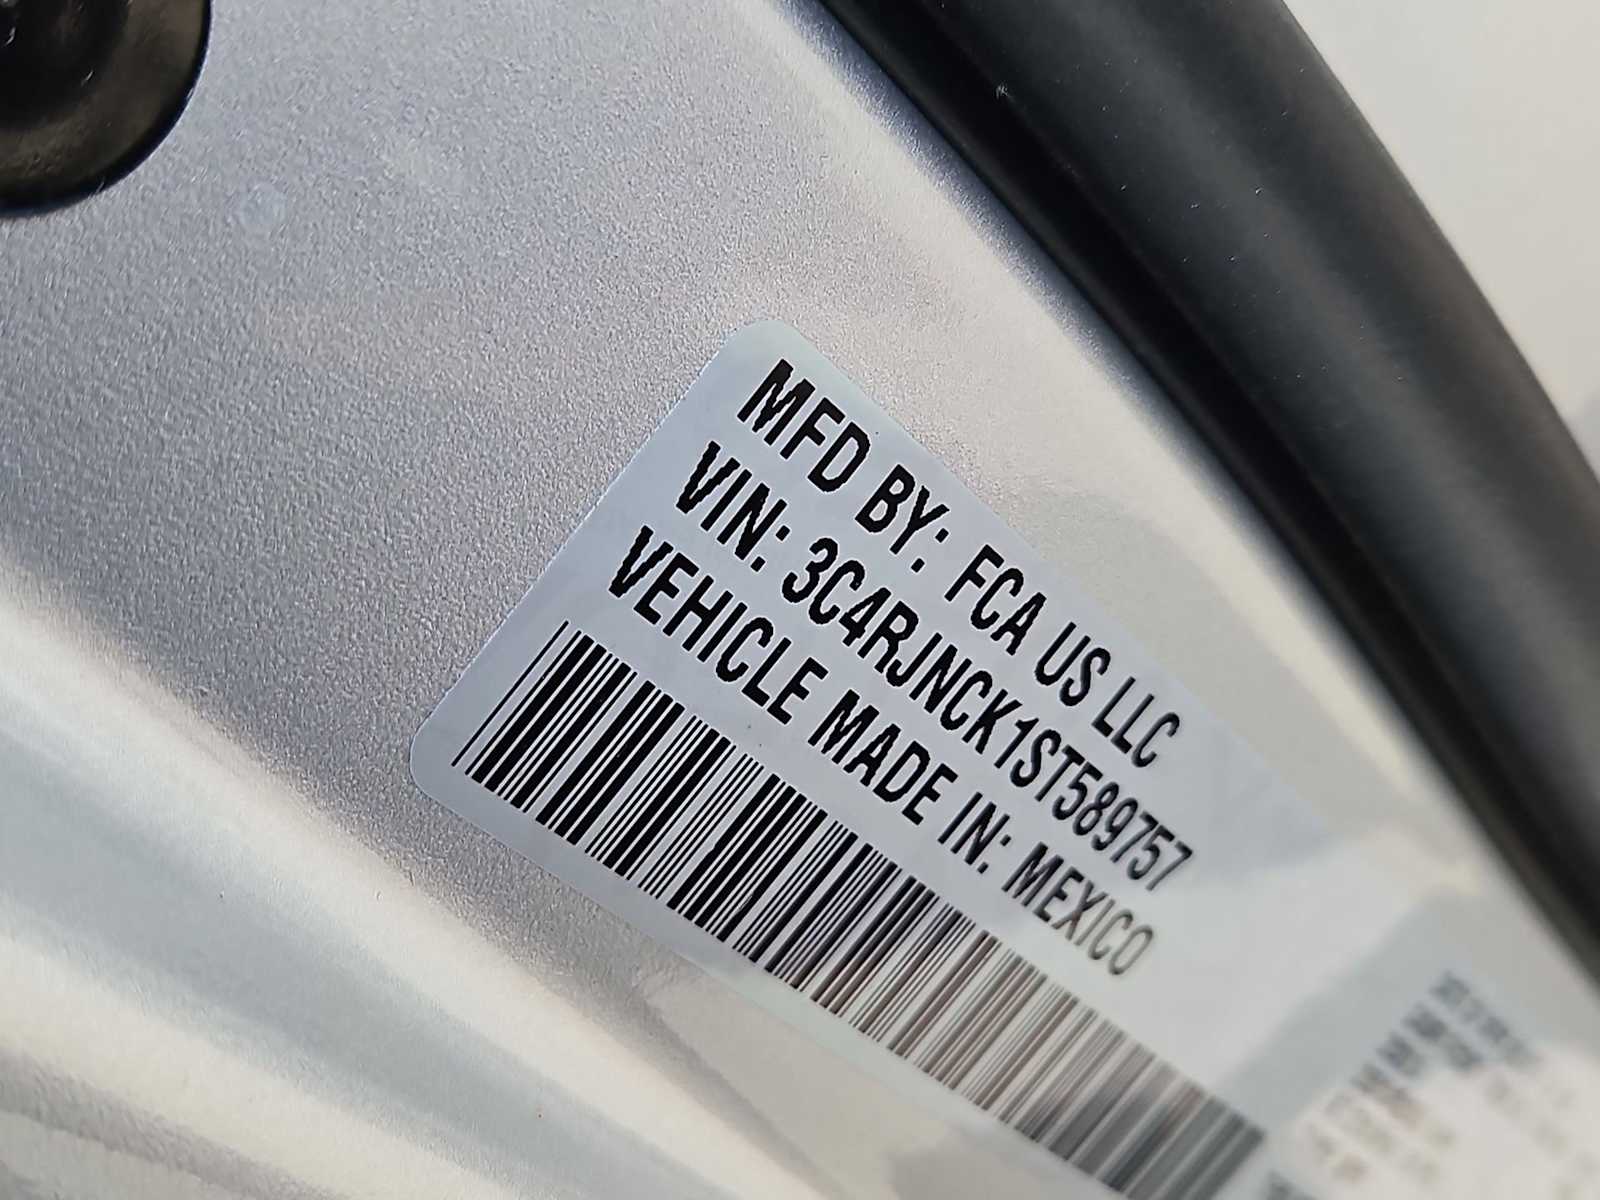 MFD BY: FCA US LLC
VIN: 3C4RJNCK1ST589757
VEHICLE MADE IN: MEXICO